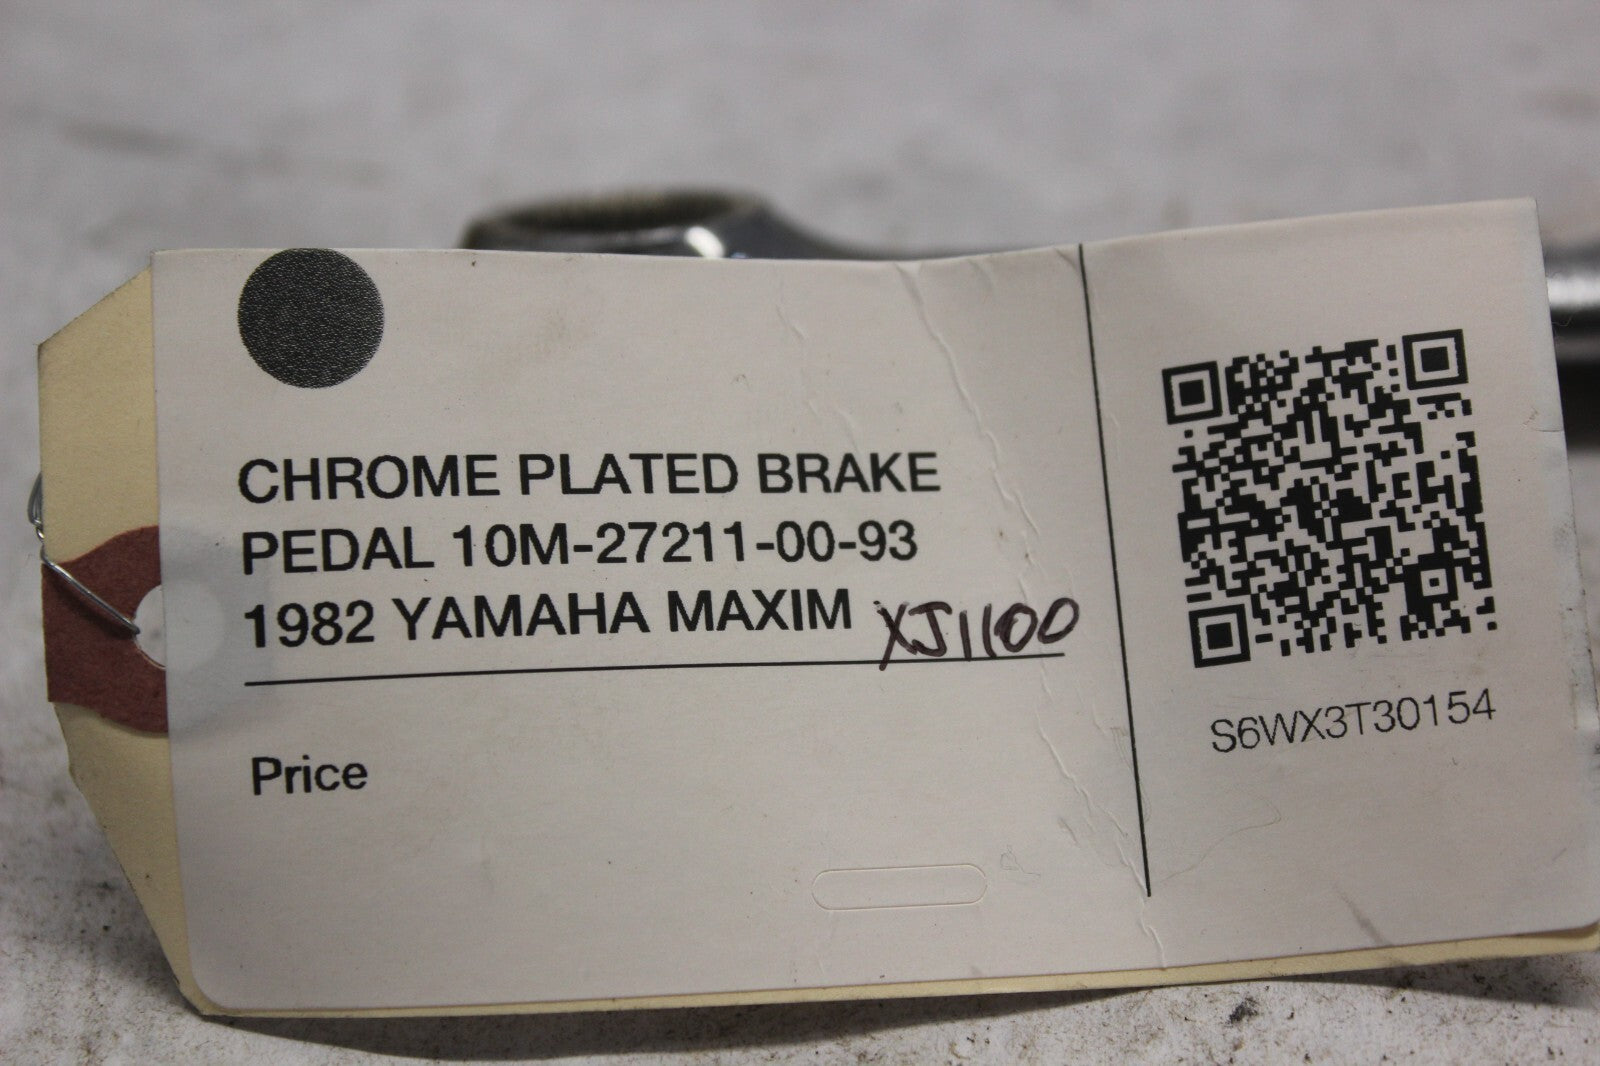 CHROME PLATED BRAKE
PEDAL 10M-27211-00-93
1982 YAMAHA MAXIM XJ1100
Price
S6WX3T30154